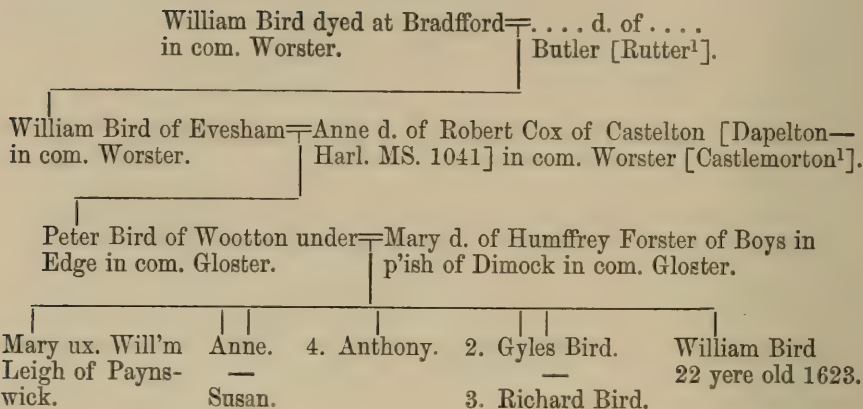 William Bird dyed at Bradfford=. . . . d. of . . . .
in com. Worster. Butler [Rutter¹].
William Bird of Evesham=Anne d. of Robert Cox of Castelton [Dapelton—
in com. Worster. Harl. MS. 1041] in com. Worster [Castlemorton¹].
Peter Bird of Wootton under=Mary d. of Humffrey Forster of Boys in
Edge in com. Gloster. p'ish of Dimock in com. Gloster.
Mary ux. Will'm
Leigh of Payns-
wick.
Anne.
—
Susan.
4. Anthony.
2. Gyles Bird.
—
3. Richard Bird.
William Bird
22 yere old 1623.